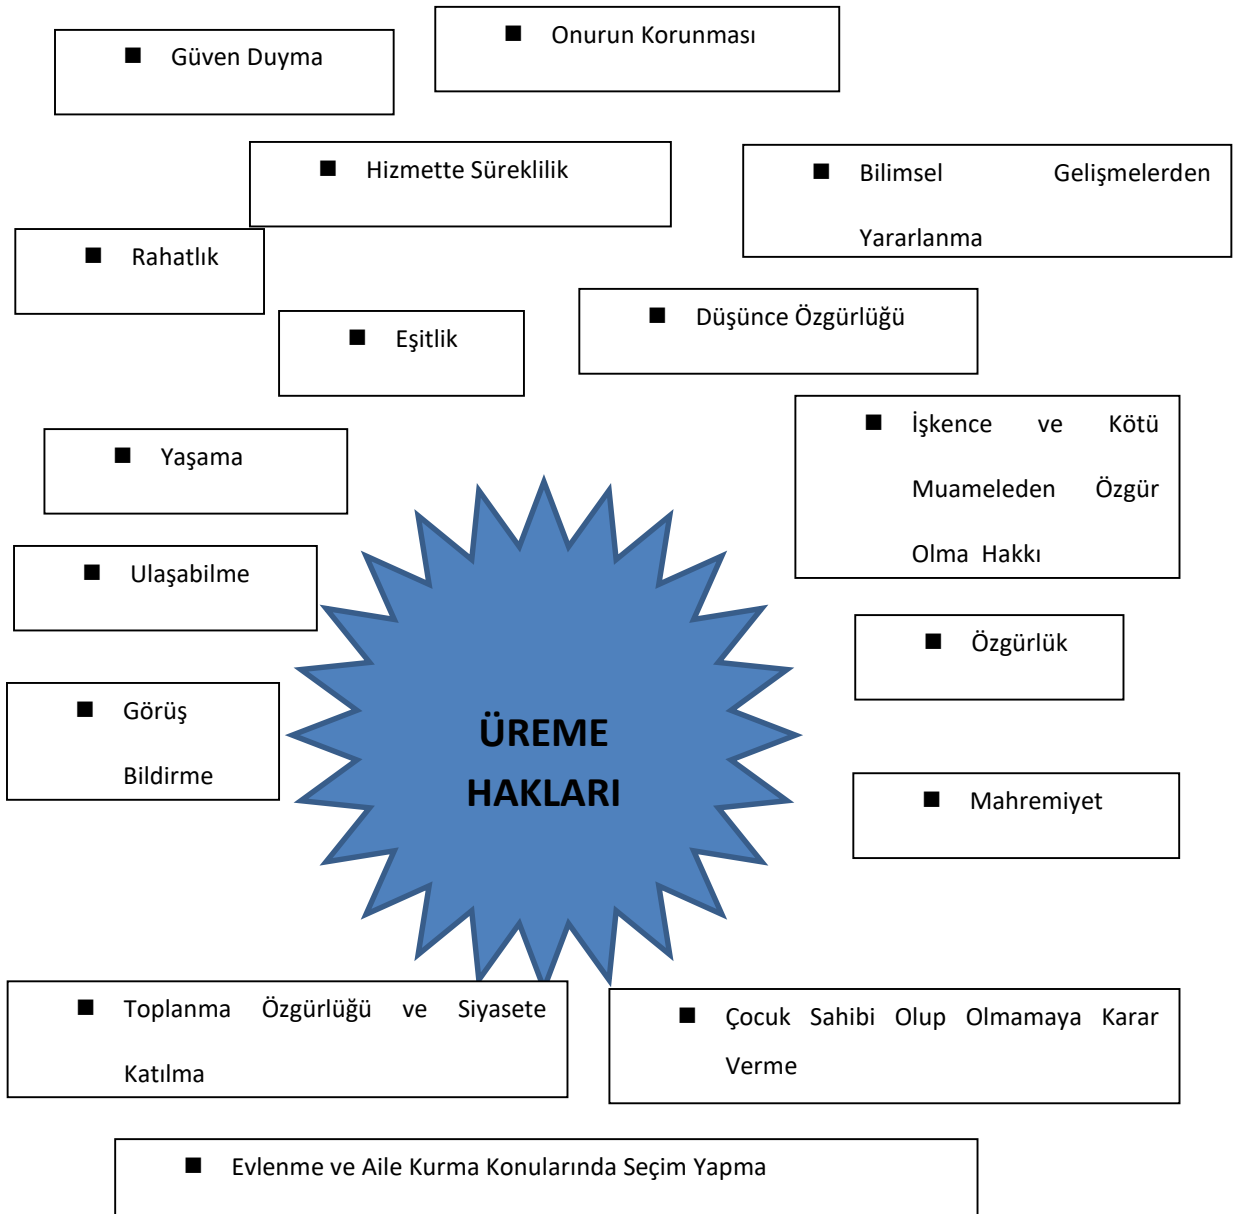 ■ Güven Duyma
■ Onurun Korunması
■ Hizmette Süreklilik
■ Bilimsel Gelişmelerden
Yararlanma
■ Rahatlık
■ Eşitlik
■ Düşünce Özgürlüğü
■ Yaşama
■ İşkence ve Kötü
Muameleden Özgür
Olma Hakkı
■ Ulaşabilme
■ Özgürlük
■ Görüş
Bildirme
ÜREME
HAKLARI
■ Mahremiyet
■ Toplanma Özgürlüğü ve Siyasete
Katılma
■ Çocuk Sahibi Olup Olmamaya Karar
Verme
■ Evlenme ve Aile Kurma Konularında Seçim Yapma